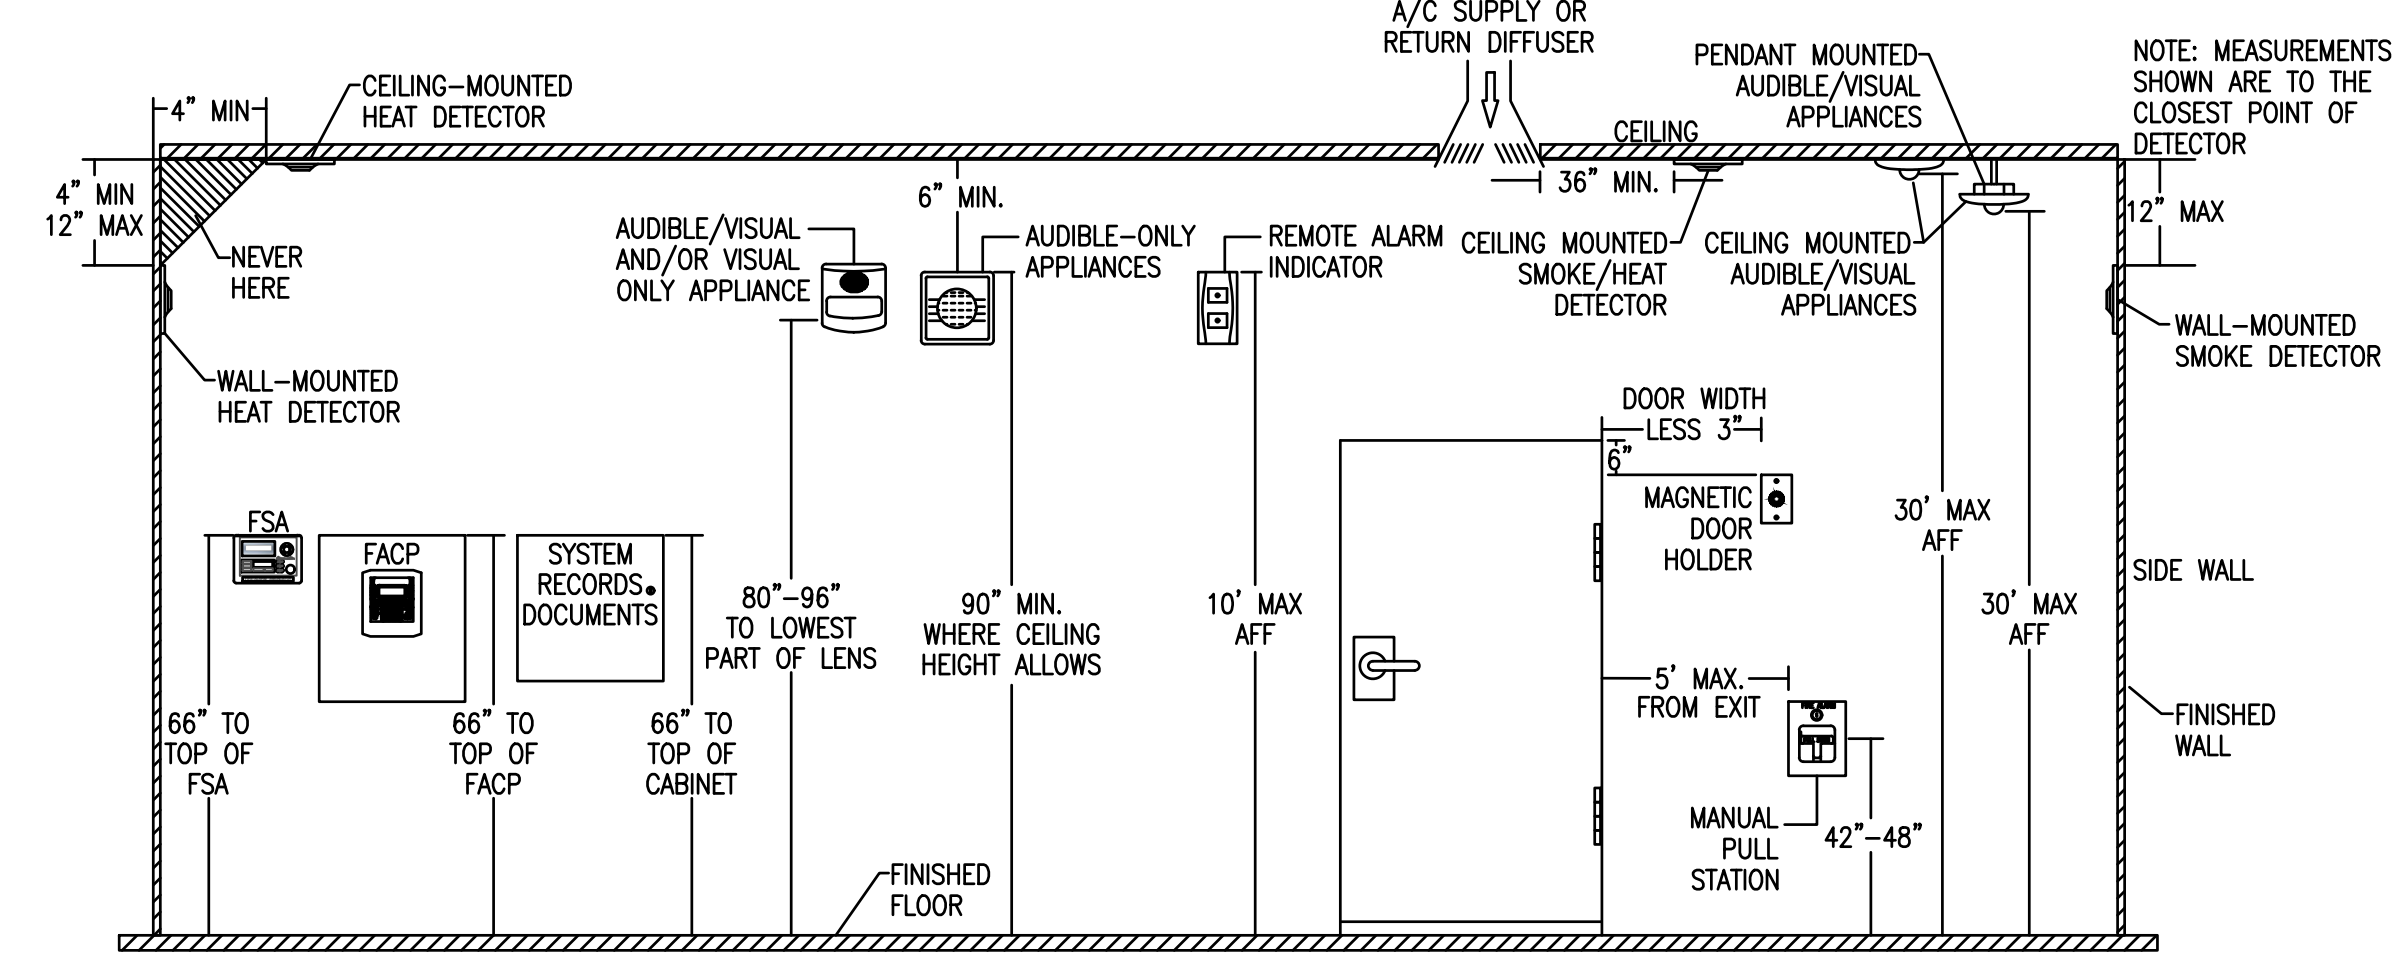 A/C SUPPLY OR
RETURN DIFFUSER
PENDANT MOUNTED
AUDIBLE/VISUAL
APPLIANCES
NOTE: MEASUREMENTS
SHOWN ARE TO THE
CLOSEST POINT OF
DETECTOR
4" MIN
CEILING-MOUNTED
HEAT DETECTOR
CEILING
4" MIN
12" MAX
NEVER
HERE
6" MIN.
36" MIN.
12" MAX
AUDIBLE/VISUAL
AND/OR VISUAL
ONLY APPLIANCE
AUDIBLE-ONLY
APPLIANCES
REMOTE ALARM
INDICATOR
CEILING MOUNTED
SMOKE/HEAT
DETECTOR
CEILING MOUNTED
AUDIBLE/VISUAL
APPLIANCES
WALL-MOUNTED
SMOKE DETECTOR
WALL-MOUNTED
HEAT DETECTOR
DOOR WIDTH
LESS 3"
6"
MAGNETIC
DOOR
HOLDER
30' MAX
AFF
FSA
FACP
SYSTEM
RECORDS
DOCUMENTS
80"-96"
TO LOWEST
PART OF LENS
90" MIN.
WHERE CEILING
HEIGHT ALLOWS
10' MAX
AFF
30' MAX
AFF
SIDE WALL
5' MAX.
FROM EXIT
66" TO
TOP OF
FSA
66" TO
TOP OF
FACP
66" TO
TOP OF
CABINET
FINISHED
WALL
MANUAL
PULL
STATION
42"-48"
FINISHED
FLOOR